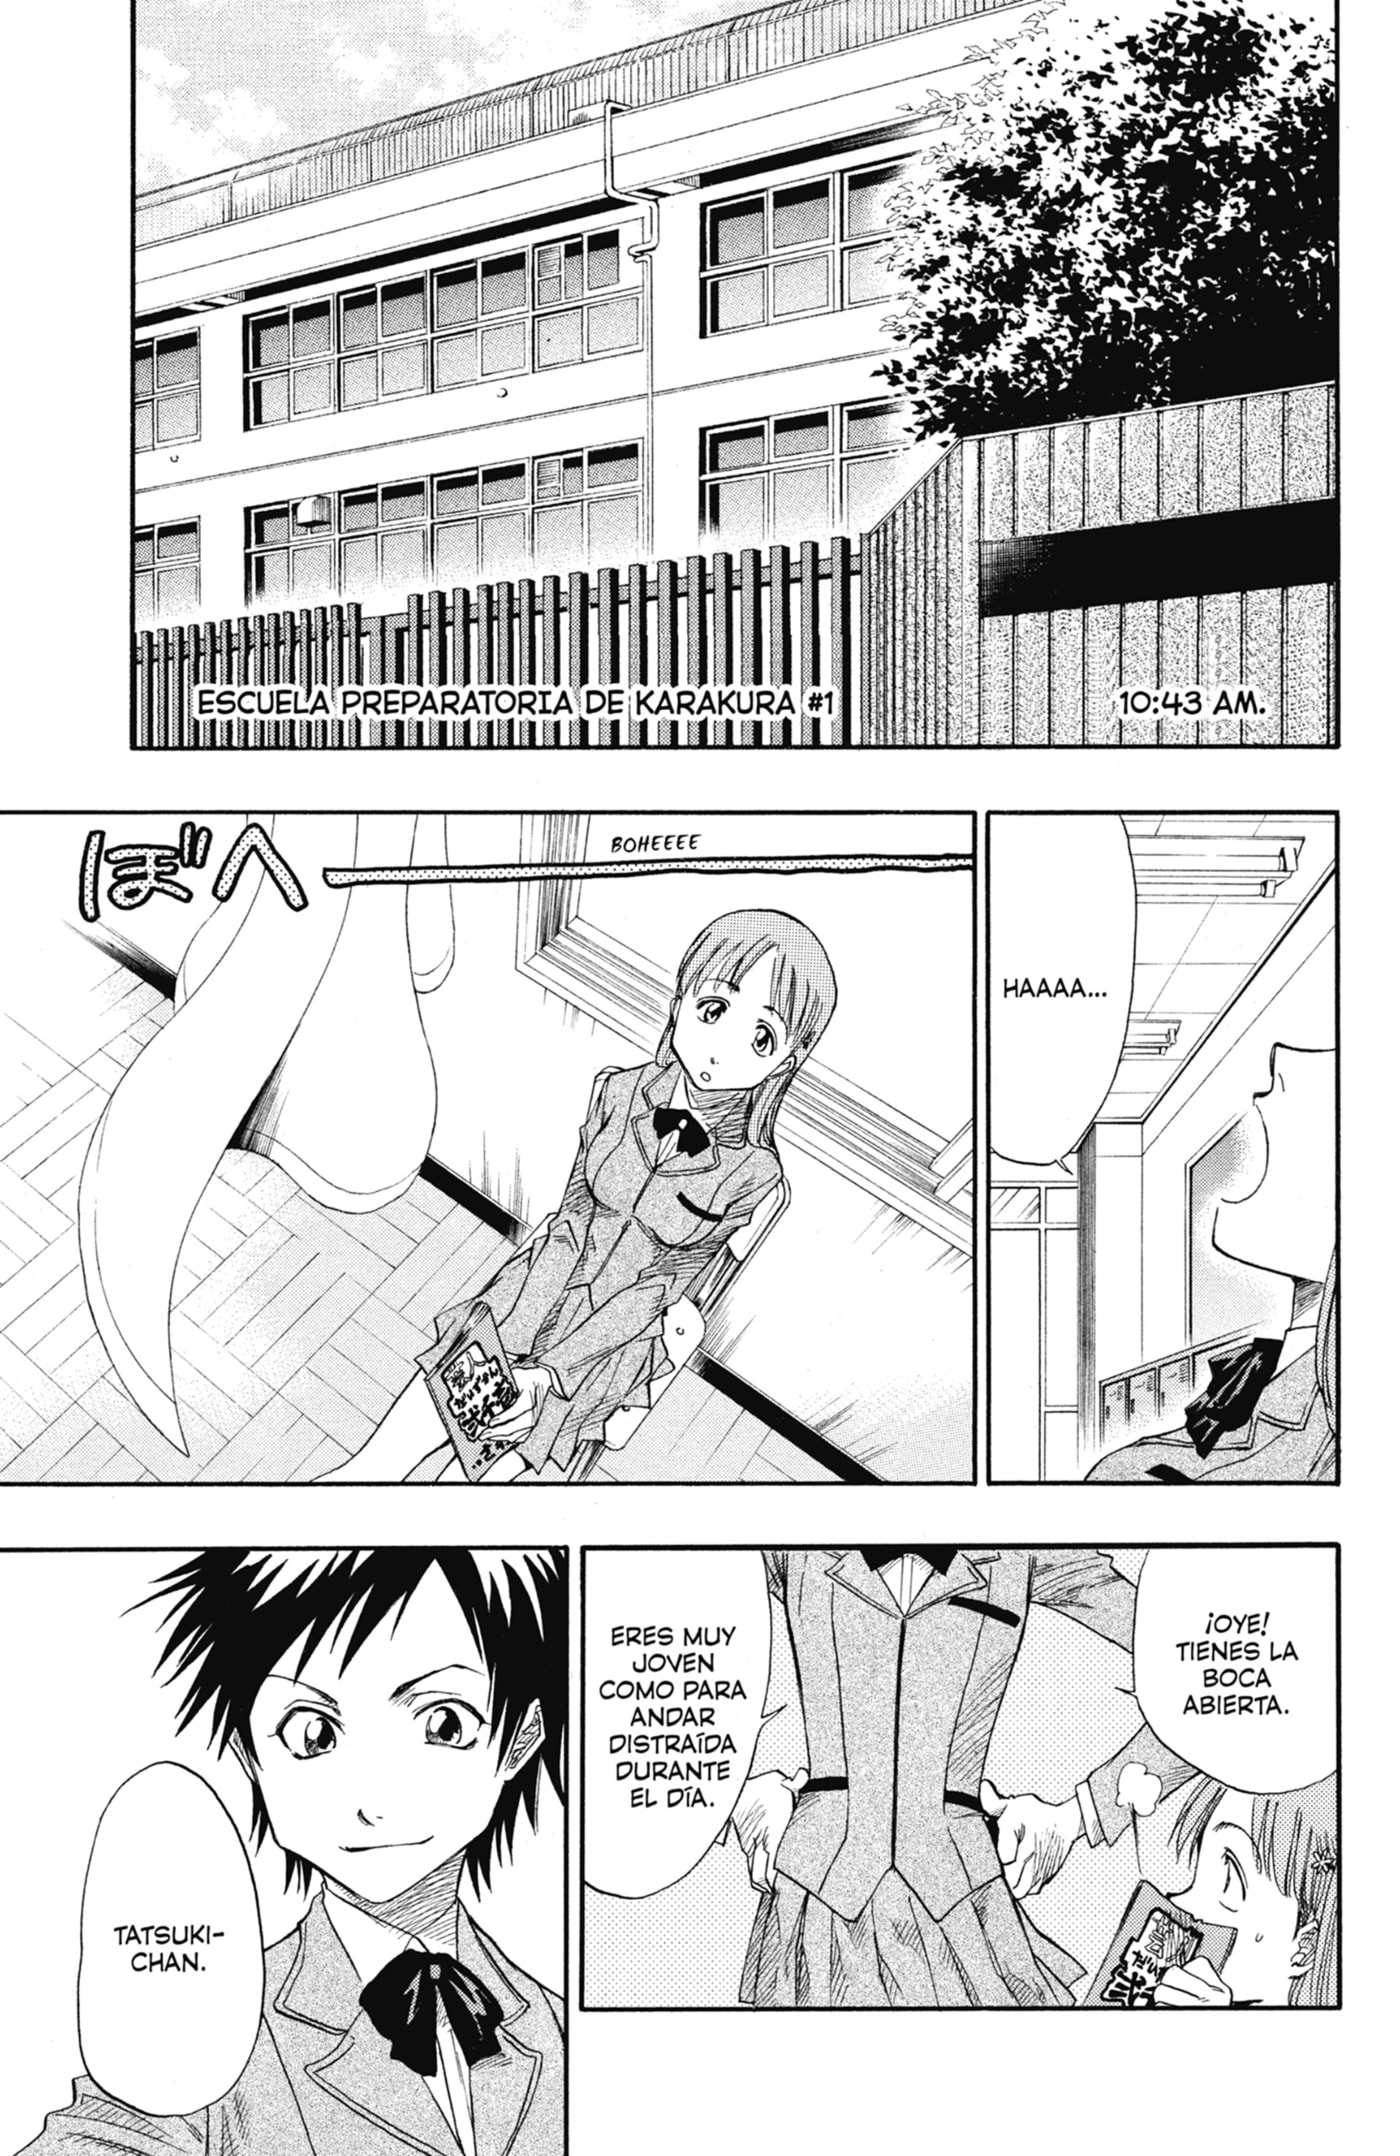 ESCUELA PREPARATORIA DE KARAKURA #1
10:43 AM.
HAAAA...
ぼへー
BOHEEEE
¡OYE!
TIENES LA
BOCA
ABIERTA.
ERES MUY
JOVEN
COMO PARA
ANDAR
DISTRAÍDA
DURANTE
EL DÍA.
TATSUKI-
CHAN.